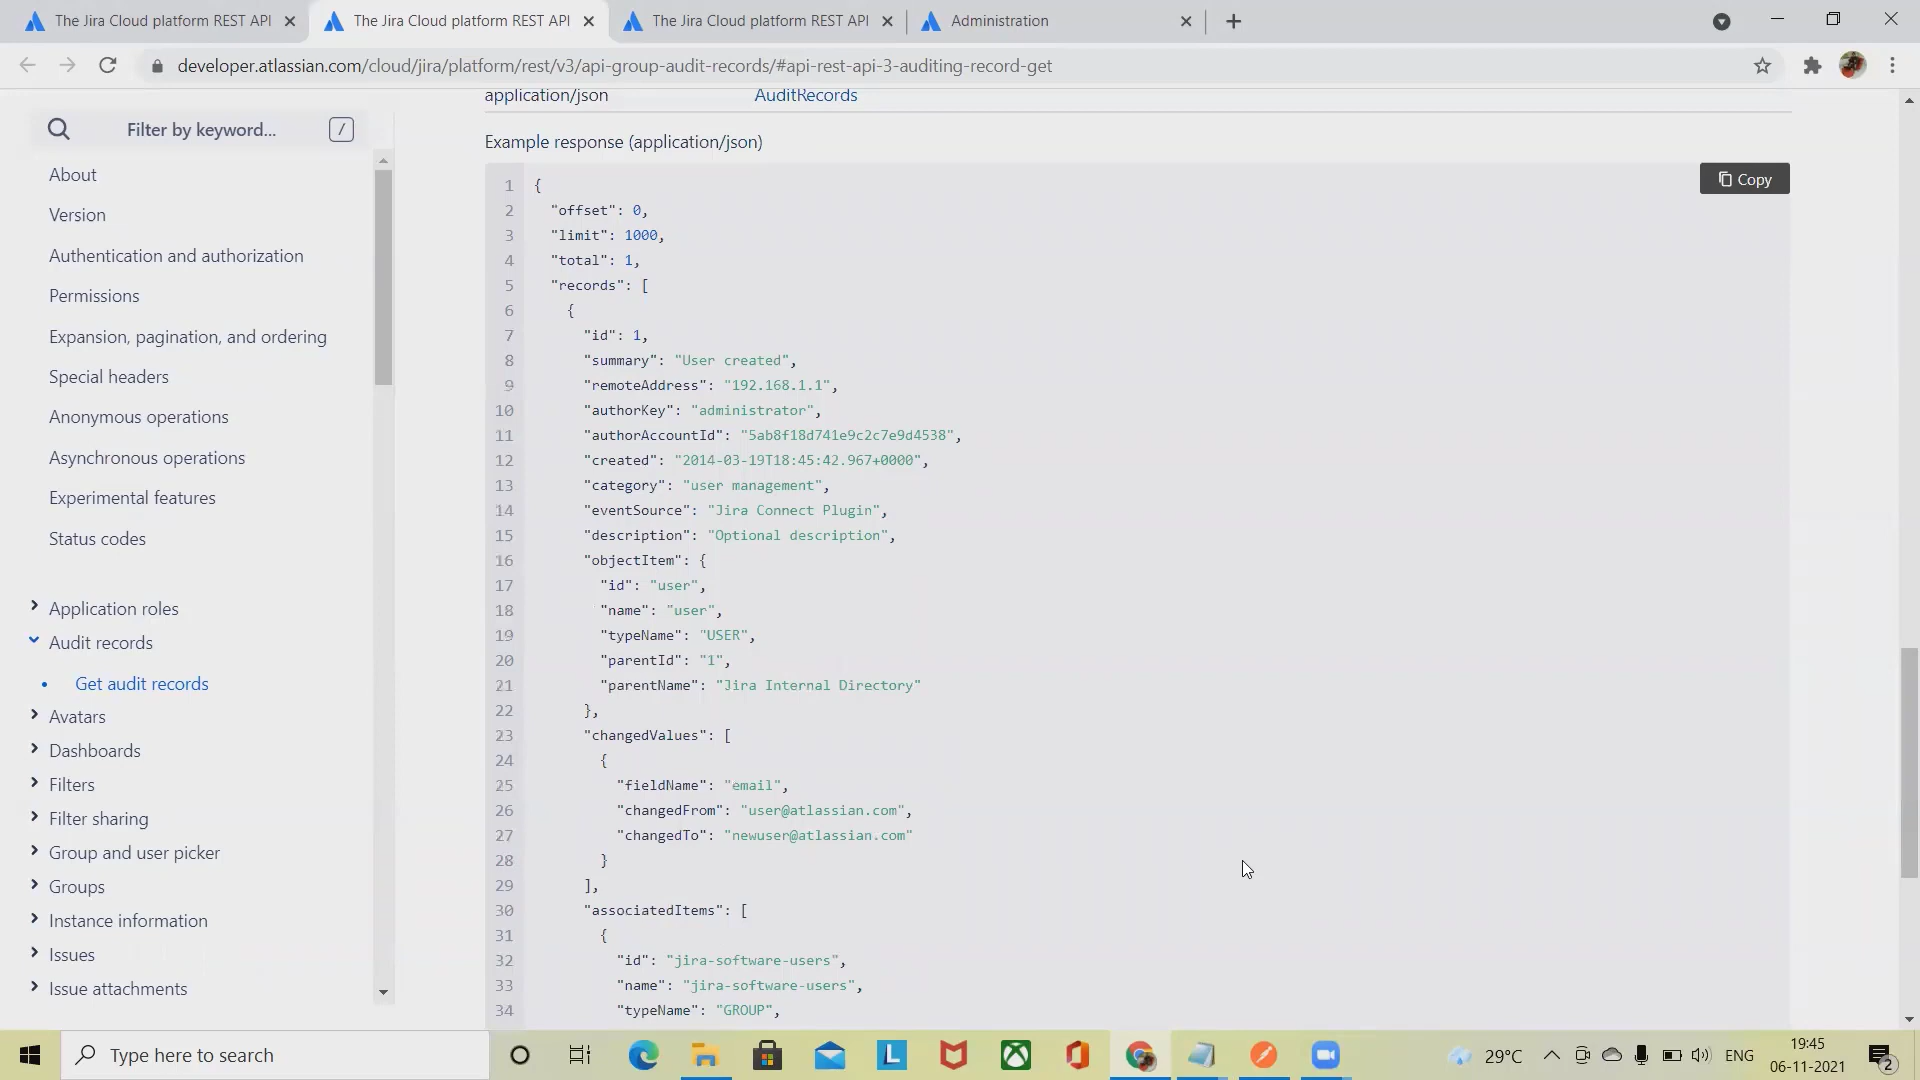 The Jira Cloud platform REST API
The Jira Cloud platform REST API
The Jira Cloud platform REST API
Administration
developer.atlassian.com/cloud/jira/platform/rest/v3/api-group-audit-records/#api-rest-api-3-auditing-record-get
Filter by keyword...
/
About
Version
Authentication and authorization
Permissions
Expansion, pagination, and ordering
Special headers
Anonymous operations
Asynchronous operations
Experimental features
Status codes
Application roles
Audit records
Get audit records
Avatars
Dashboards
Filters
Filter sharing
Group and user picker
Groups
Instance information
Issues
Issue attachments
application/json AuditRecords
Example response (application/json)
Copy
1 {
2 "offset": 0,
3 "limit": 1000,
4 "total": 1,
5 "records": [
6 {
7 "id": 1,
8 "summary": "User created",
9 "remoteAddress": "192.168.1.1",
10 "authorKey": "administrator",
11 "authorAccountId": "5ab8f18d741e9c2c7e9d4538",
12 "created": "2014-03-19T18:45:42.967+0000",
13 "category": "user management",
14 "eventSource": "Jira Connect Plugin",
15 "description": "Optional description",
16 "objectItem": {
17 "id": "user",
18 "name": "user",
19 "typeName": "USER",
20 "parentId": "1",
21 "parentName": "Jira Internal Directory"
22 },
23 "changedValues": [
24 {
25 "fieldName": "email",
26 "changedFrom": "user@atlassian.com",
27 "changedTo": "newuser@atlassian.com"
28 }
29 ],
30 "associatedItems": [
31 {
32 "id": "jira-software-users",
33 "name": "jira-software-users",
34 "typeName": "GROUP",
Type here to search
29°C
ENG
19:45
06-11-2021
2